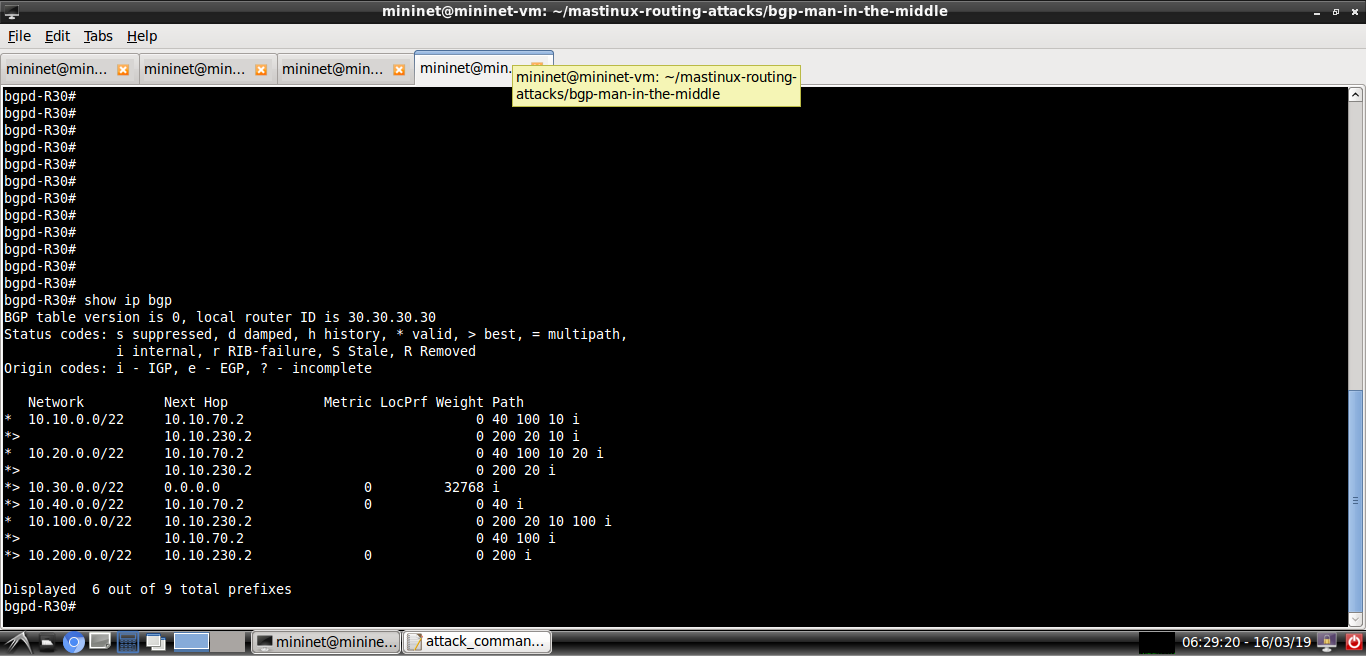 mininet@mininet-vm: ~/mastinux-routing-attacks/bgp-man-in-the-middle
File Edit Tabs Help
mininet@min... mininet@min... mininet@min... mininet@min...
mininet@mininet-vm: ~/mastinux-routing-
attacks/bgp-man-in-the-middle
bgpd-R30#
bgpd-R30#
bgpd-R30#
bgpd-R30#
bgpd-R30#
bgpd-R30#
bgpd-R30#
bgpd-R30#
bgpd-R30#
bgpd-R30#
bgpd-R30#
bgpd-R30#
bgpd-R30# show ip bgp
BGP table version is 0, local router ID is 30.30.30.30
Status codes: s suppressed, d damped, h history, * valid, > best, = multipath,
              i internal, r RIB-failure, S Stale, R Removed
Origin codes: i - IGP, e - EGP, ? - incomplete
   Network          Next Hop            Metric LocPrf Weight Path
*  10.10.0.0/22     10.10.70.2                             0 40 100 10 i
*>                  10.10.230.2                            0 200 20 10 i
*  10.20.0.0/22     10.10.70.2                             0 40 100 10 20 i
*>                  10.10.230.2                            0 200 20 i
*> 10.30.0.0/22     0.0.0.0                  0         32768 i
*> 10.40.0.0/22     10.10.70.2               0             0 40 i
*  10.100.0.0/22    10.10.230.2                            0 200 20 10 100 i
*>                  10.10.70.2                             0 40 100 i
*> 10.200.0.0/22    10.10.230.2              0             0 200 i
Displayed  6 out of 9 total prefixes
bgpd-R30#
mininet@minine... attack_comman... 06:29:20 - 16/03/19